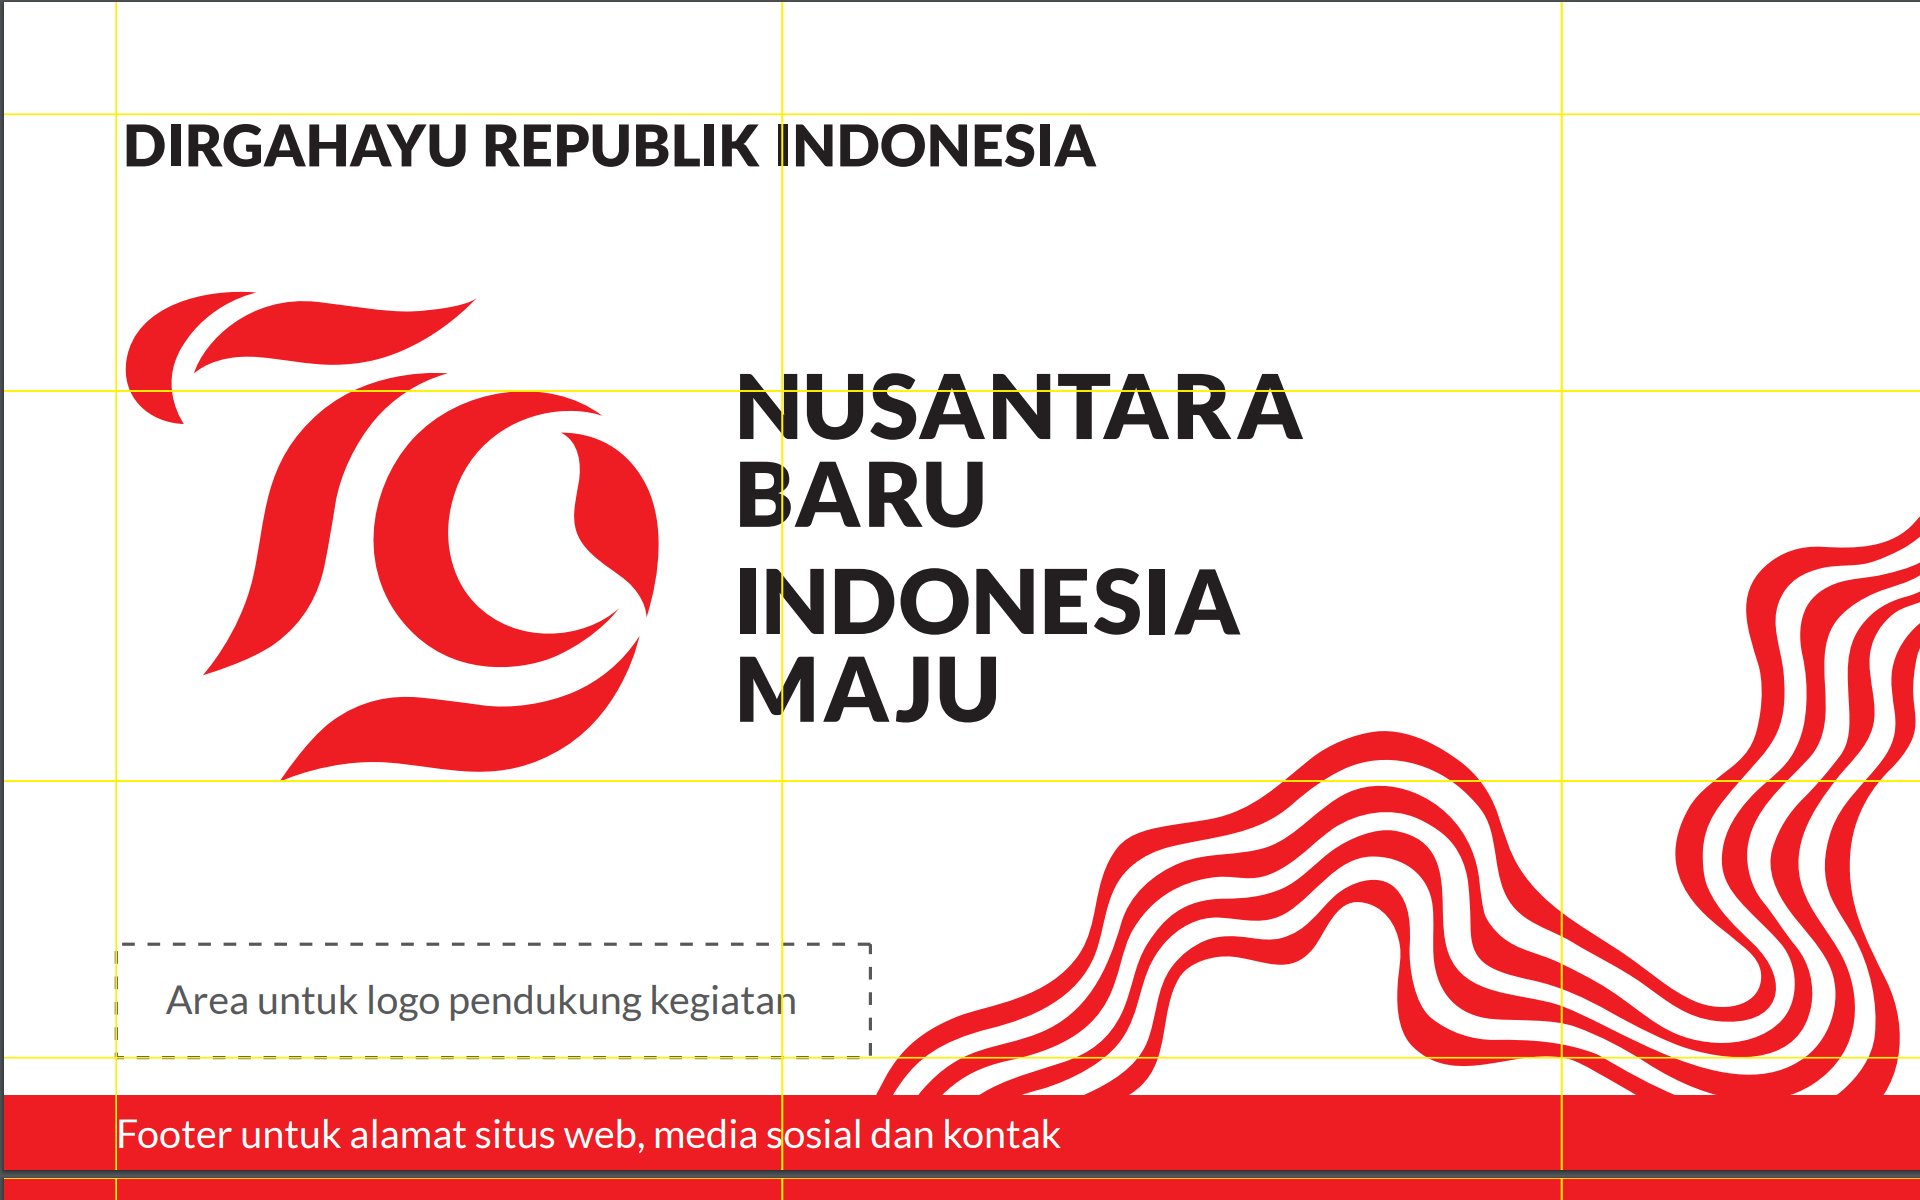 DIRGAHAYU REPUBLIK INDONESIA
79
NUSANTARA
BARU
INDONESIA
MAJU
Area untuk logo pendukung kegiatan
Footer untuk alamat situs web, media sosial dan kontak